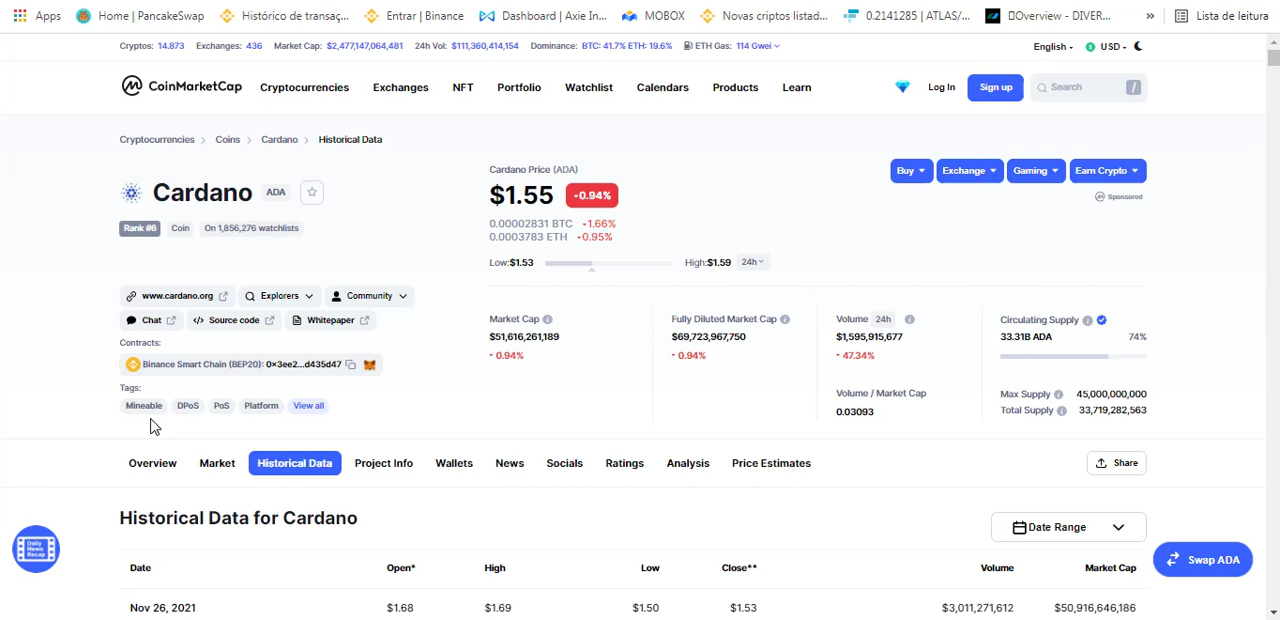 Apps Home | PancakeSwap Histórico de transaç... Entrar | Binance Dashboard | Axie In... MOBOX Novas criptos listad... 0.2141285 | ATLAS/... Overview - DIVER... » Lista de leitura
Cryptos: 14.873 Exchanges: 436 Market Cap: $2,477,147,064,481 24h Vol: $111,360,414,154 Dominance: BTC: 41.7% ETH: 19.6% ETH Gas: 114 Gwei English USD
CoinMarketCap Cryptocurrencies Exchanges NFT Portfolio Watchlist Calendars Products Learn Log In Sign up Search /
Cryptocurrencies Coins Cardano Historical Data
Cardano ADA
Rank #6 Coin On 1,856,276 watchlists
www.cardano.org Explorers Community
Chat Source code Whitepaper
Contracts:
Binance Smart Chain (BEP20): 0x3ee2...d435d47
Tags:
Mineable DPoS PoS Platform View all
Cardano Price (ADA)
$1.55 -0.94%
0.00002831 BTC -1.66%
0.0003783 ETH -0.95%
Low:$1.53 High:$1.59 24h
Buy Exchange Gaming Earn Crypto
Sponsored
Market Cap
$51,616,261,189
0.94%
Fully Diluted Market Cap
$69,723,967,750
0.94%
Volume 24h
$1,595,915,677
47.34%
Volume / Market Cap
0.03093
Circulating Supply
33.31B ADA 74%
Max Supply 45,000,000,000
Total Supply 33,719,282,563
Overview Market Historical Data Project Info Wallets News Socials Ratings Analysis Price Estimates Share
Historical Data for Cardano
Date Range
Daily
News
Recap
Swap ADA
Date Open* High Low Close** Volume Market Cap
Nov 26, 2021 $1.68 $1.69 $1.50 $1.53 $3,011,271,612 $50,916,646,186